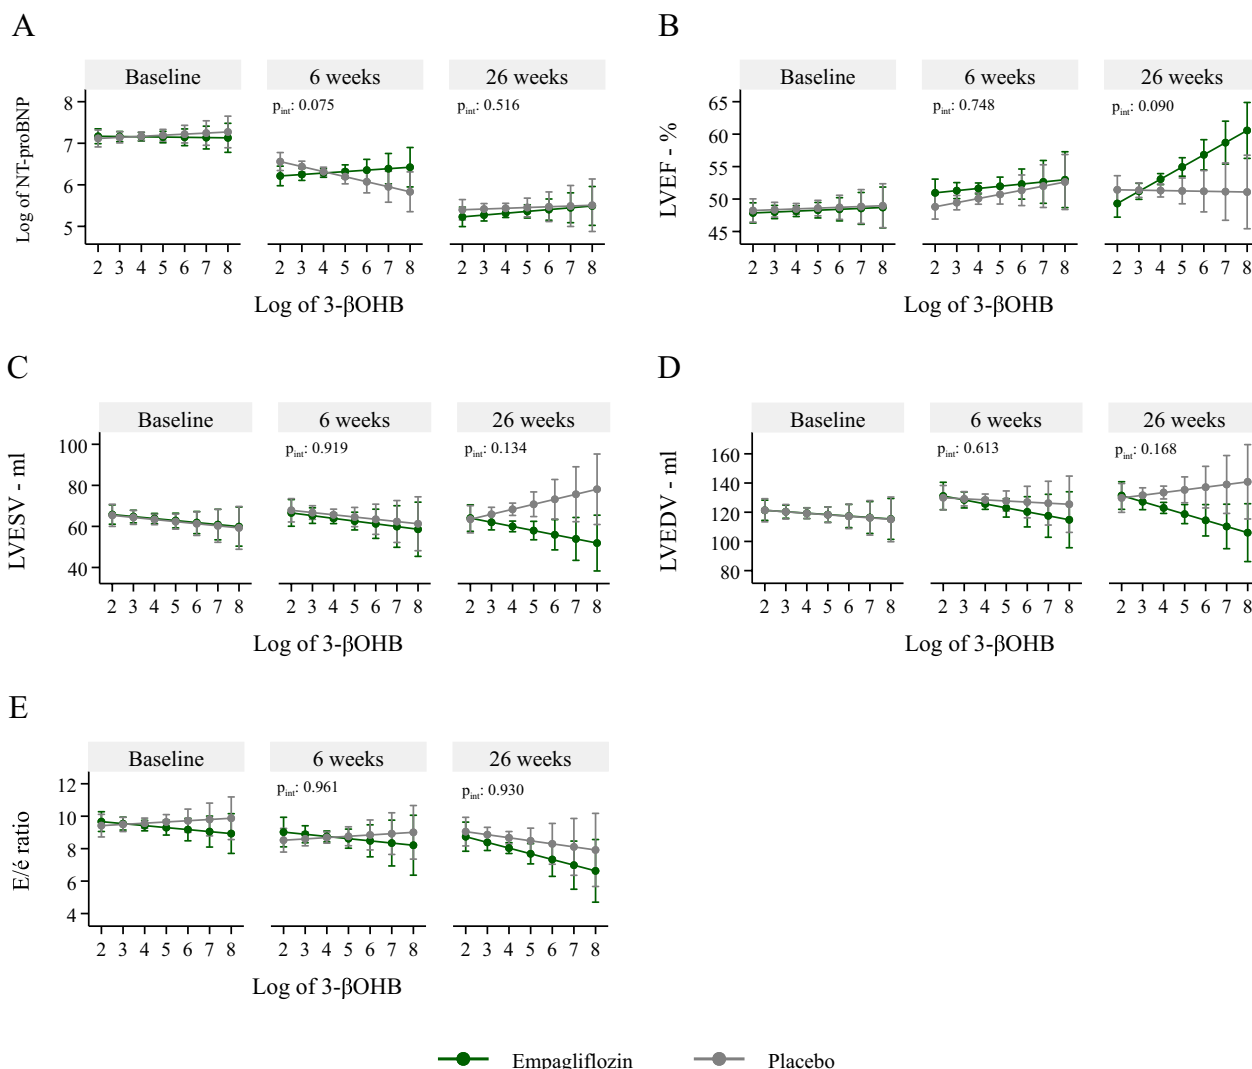 A
B
Baseline
6 weeks
26 weeks
Baseline
6 weeks
26 weeks
Log of NT-proBNP
8
7
6
5
pint: 0.075
pint: 0.516
LVEF - %
65
60
55
50
45
pint: 0.748
pint: 0.090
2 3 4 5 6 7 8
2 3 4 5 6 7 8
2 3 4 5 6 7 8
2 3 4 5 6 7 8
2 3 4 5 6 7 8
2 3 4 5 6 7 8
Log of 3-βOHB
Log of 3-βOHB
C
D
Baseline
6 weeks
26 weeks
Baseline
6 weeks
26 weeks
LVESV - ml
100
80
60
40
pint: 0.919
pint: 0.134
LVEDV - ml
160
140
120
100
80
pint: 0.613
pint: 0.168
2 3 4 5 6 7 8
2 3 4 5 6 7 8
2 3 4 5 6 7 8
2 3 4 5 6 7 8
2 3 4 5 6 7 8
2 3 4 5 6 7 8
Log of 3-βOHB
Log of 3-βOHB
E
Baseline
6 weeks
26 weeks
E/é ratio
12
10
8
6
4
pint: 0.961
pint: 0.930
2 3 4 5 6 7 8
2 3 4 5 6 7 8
2 3 4 5 6 7 8
Log of 3-βOHB
Empagliflozin
Placebo